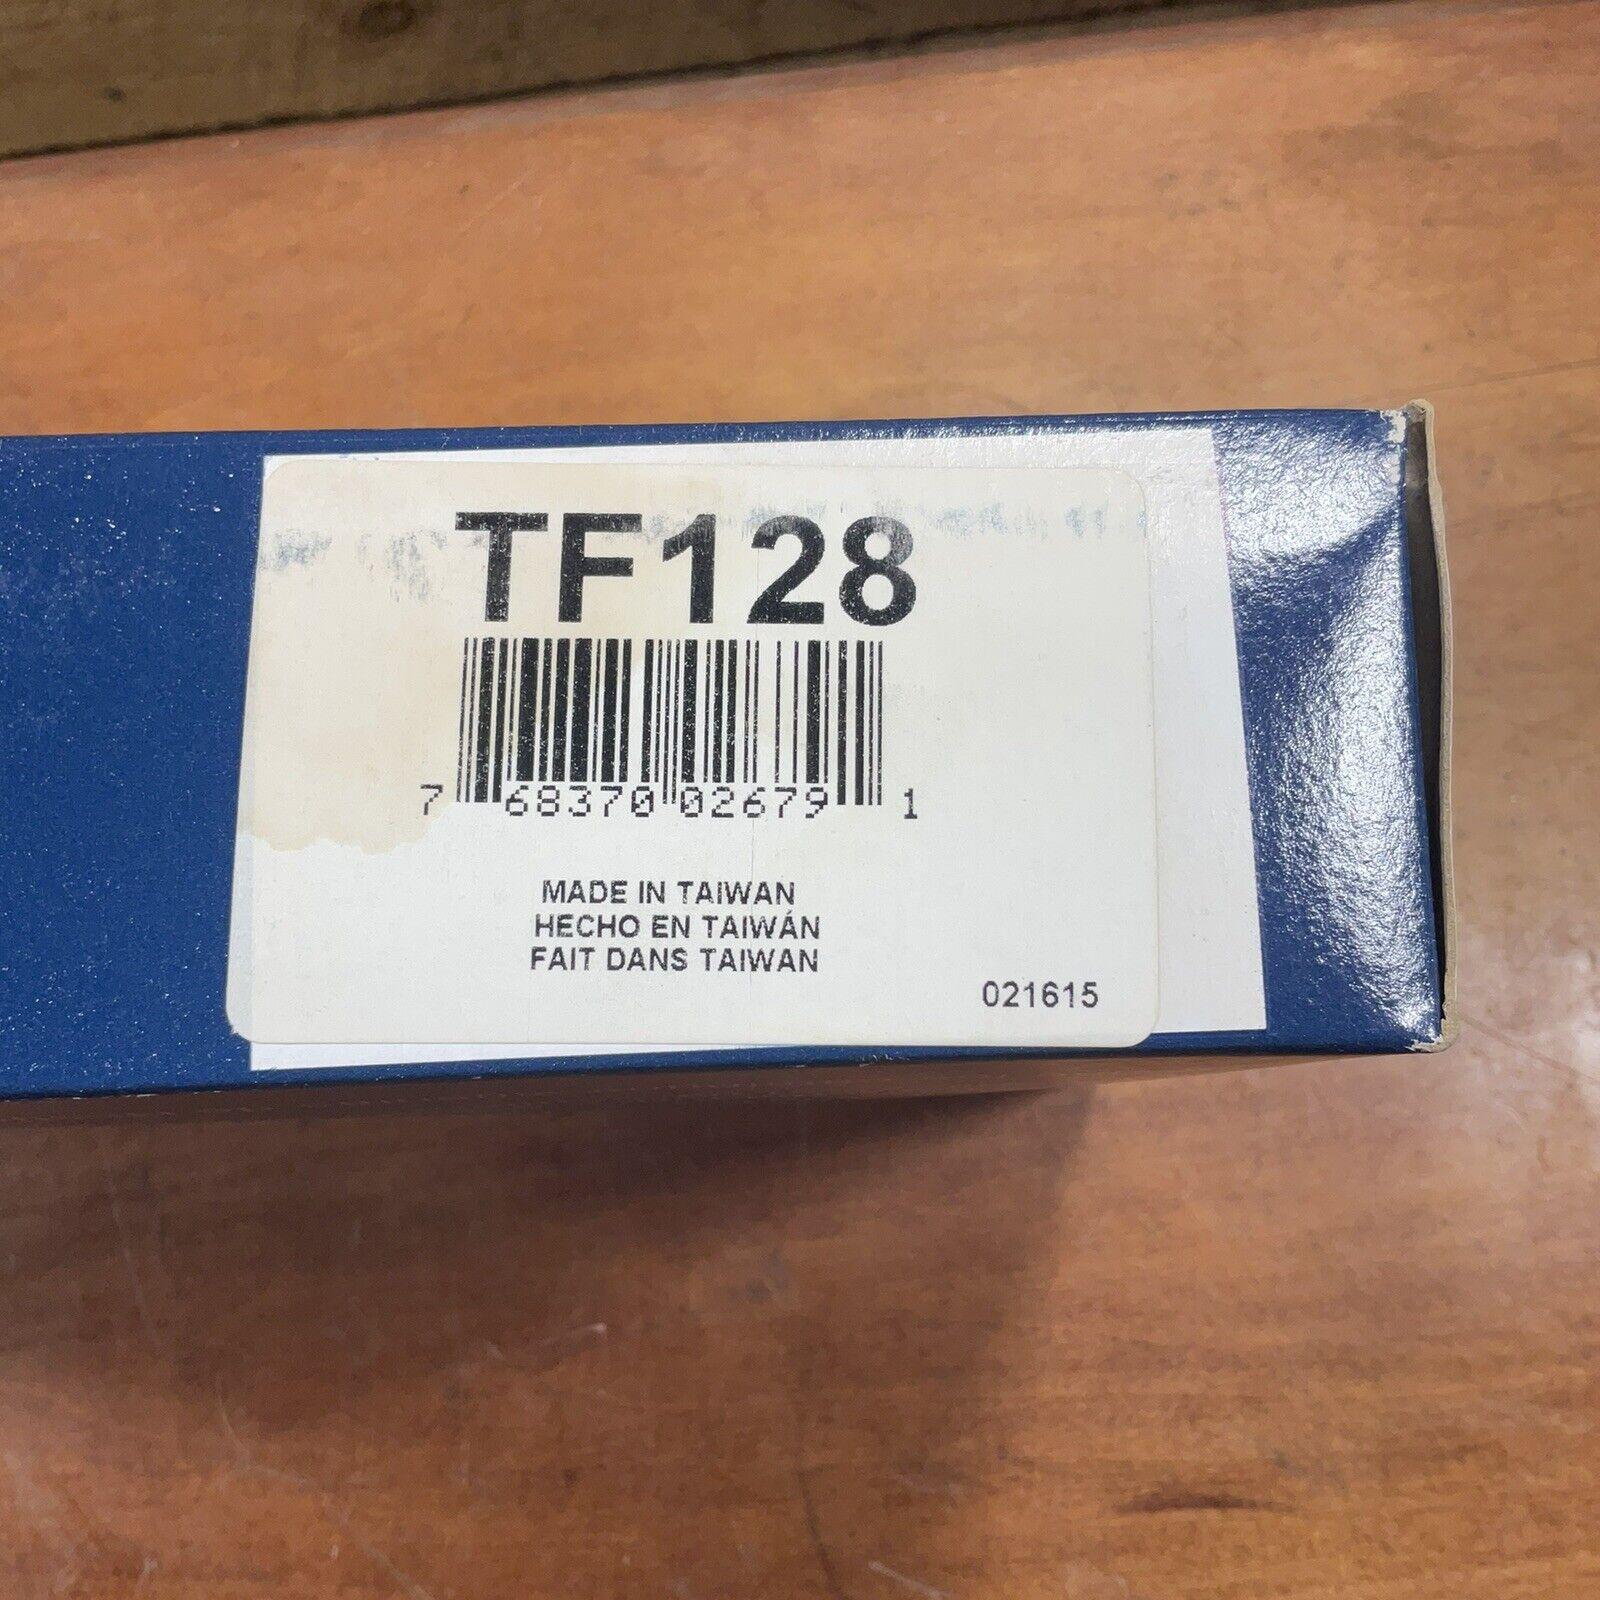 TF128
7 68370 02679 1
MADE IN TAIWAN
HECHO EN TAIWÁN
FAIT DANS TAIWAN
021615